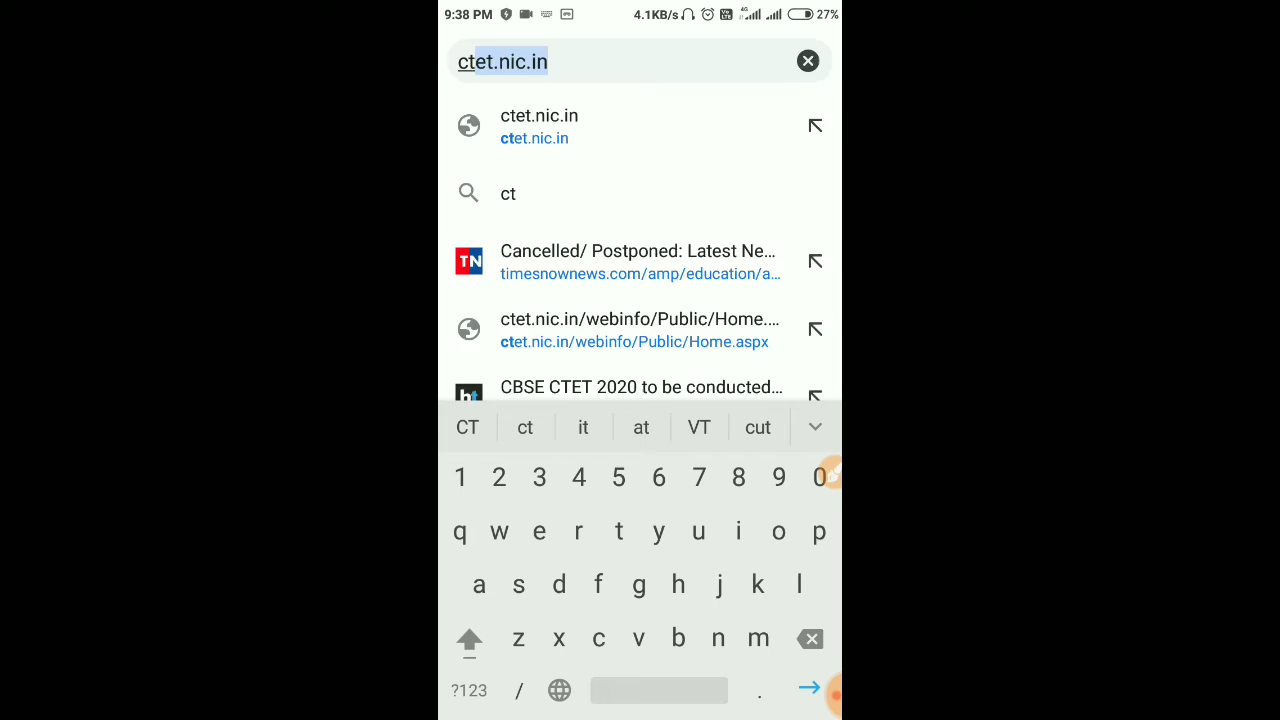 9:38 PM 4.1KB/s 4G 27%
ctet.nic.in
ctet.nic.in
ctet.nic.in
ct
TN Cancelled/ Postponed: Latest Ne...
timesnownews.com/amp/education/a...
ctet.nic.in/webinfo/Public/Home....
ctet.nic.in/webinfo/Public/Home.aspx
ht CBSE CTET 2020 to be conducted...
CT ct it at VT cut
1 2 3 4 5 6 7 8 9 0
q w e r t y u i o p
a s d f g h j k l
z x c v b n m
?123 / .